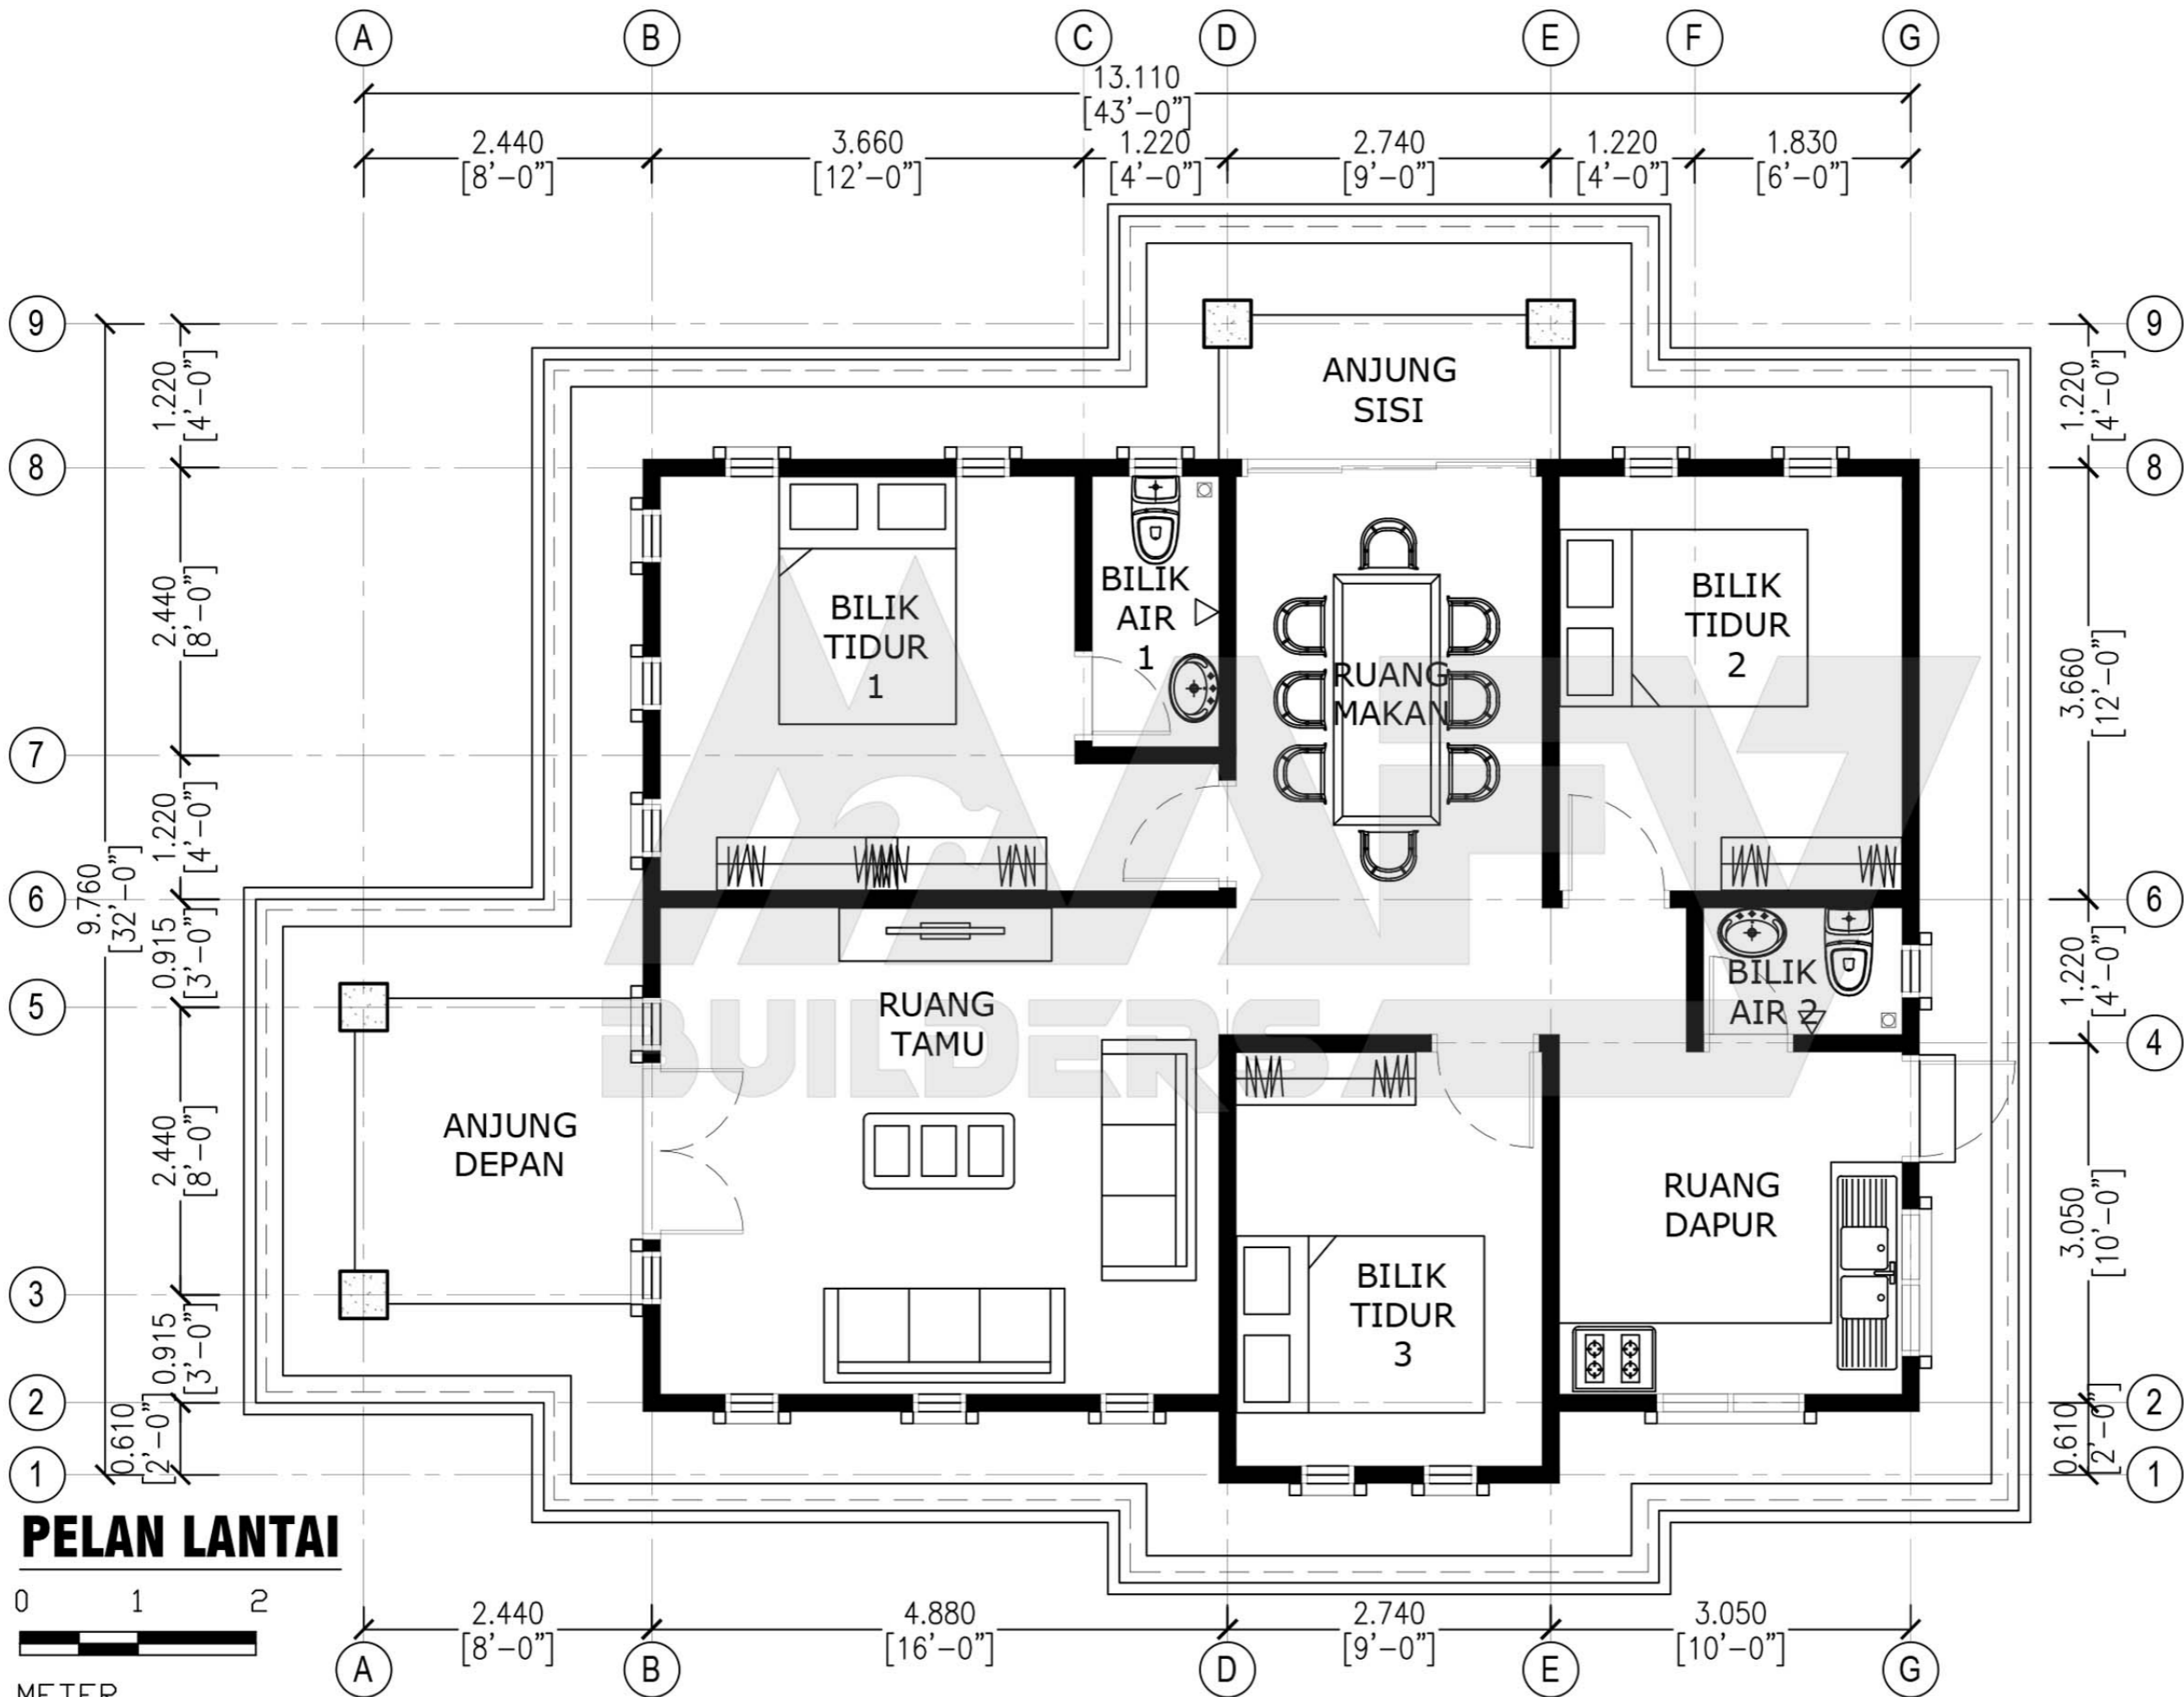 A B C D E F G
13.110
[43'-0"]
2.440 3.660 1.220 2.740 1.220 1.830
[8'-0"] [12'-0"] [4'-0"] [9'-0"] [4'-0"] [6'-0"]
9 9
1.220
[4'-0"]
1.220
[4'-0"]
ANJUNG
SISI
8 8
2.440
[8'-0"]
3.660
[12'-0"]
BILIK
TIDUR
1
BILIK
AIR
1
RUANG
MAKAN
BILIK
TIDUR
2
7
1.220
[4'-0"]
9.760
[32'-0"]
6 6
0.915
[3'-0"]
1.220
[4'-0"]
BILIK
AIR 2
5
4
RUANG
TAMU
BUILDERS
2.440
[8'-0"]
ANJUNG
DEPAN
RUANG
DAPUR
3.050
[10'-0"]
BILIK
TIDUR
3
3
0.915
[3'-0"]
2 2
0.610
[2'-0"]
0.610
[2'-0"]
1 1
PELAN LANTAI
0 1 2
METER
2.440 4.880 2.740 3.050
[8'-0"] [16'-0"] [9'-0"] [10'-0"]
A B D E G